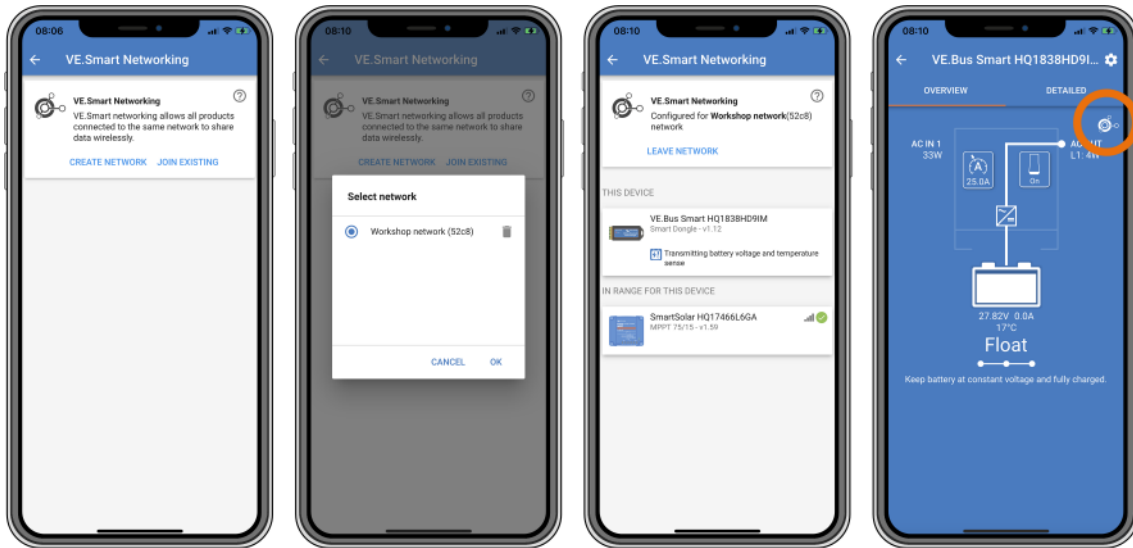 08:06
VE.Smart Networking
VE.Smart Networking
VE.Smart networking allows all products
connected to the same network to share
data wirelessly.
CREATE NETWORK JOIN EXISTING
08:10
VE.Smart Networking
VE.Smart Networking
VE.Smart networking allows all products
connected to the same network to share
data wirelessly.
CREATE NETWORK JOIN EXISTING
Select network
Workshop network (52c8)
CANCEL OK
08:10
VE.Smart Networking
VE.Smart Networking
Configured for Workshop network(52c8)
network
LEAVE NETWORK
THIS DEVICE
VE.Bus Smart HQ1838HD9IM
Smart Dongle - v1.12
Transmitting battery voltage and temperature
sense
IN RANGE FOR THIS DEVICE
SmartSolar HQ17466L6GA
MPPT 75/15 - v1.59
08:10
VE.Bus Smart HQ1838HD9I...
OVERVIEW DETAILED
AC IN 1
33W
25.0A
On
L1: 4W
27.82V 0.0A
17°C
Float
Keep battery at constant voltage and fully charged.